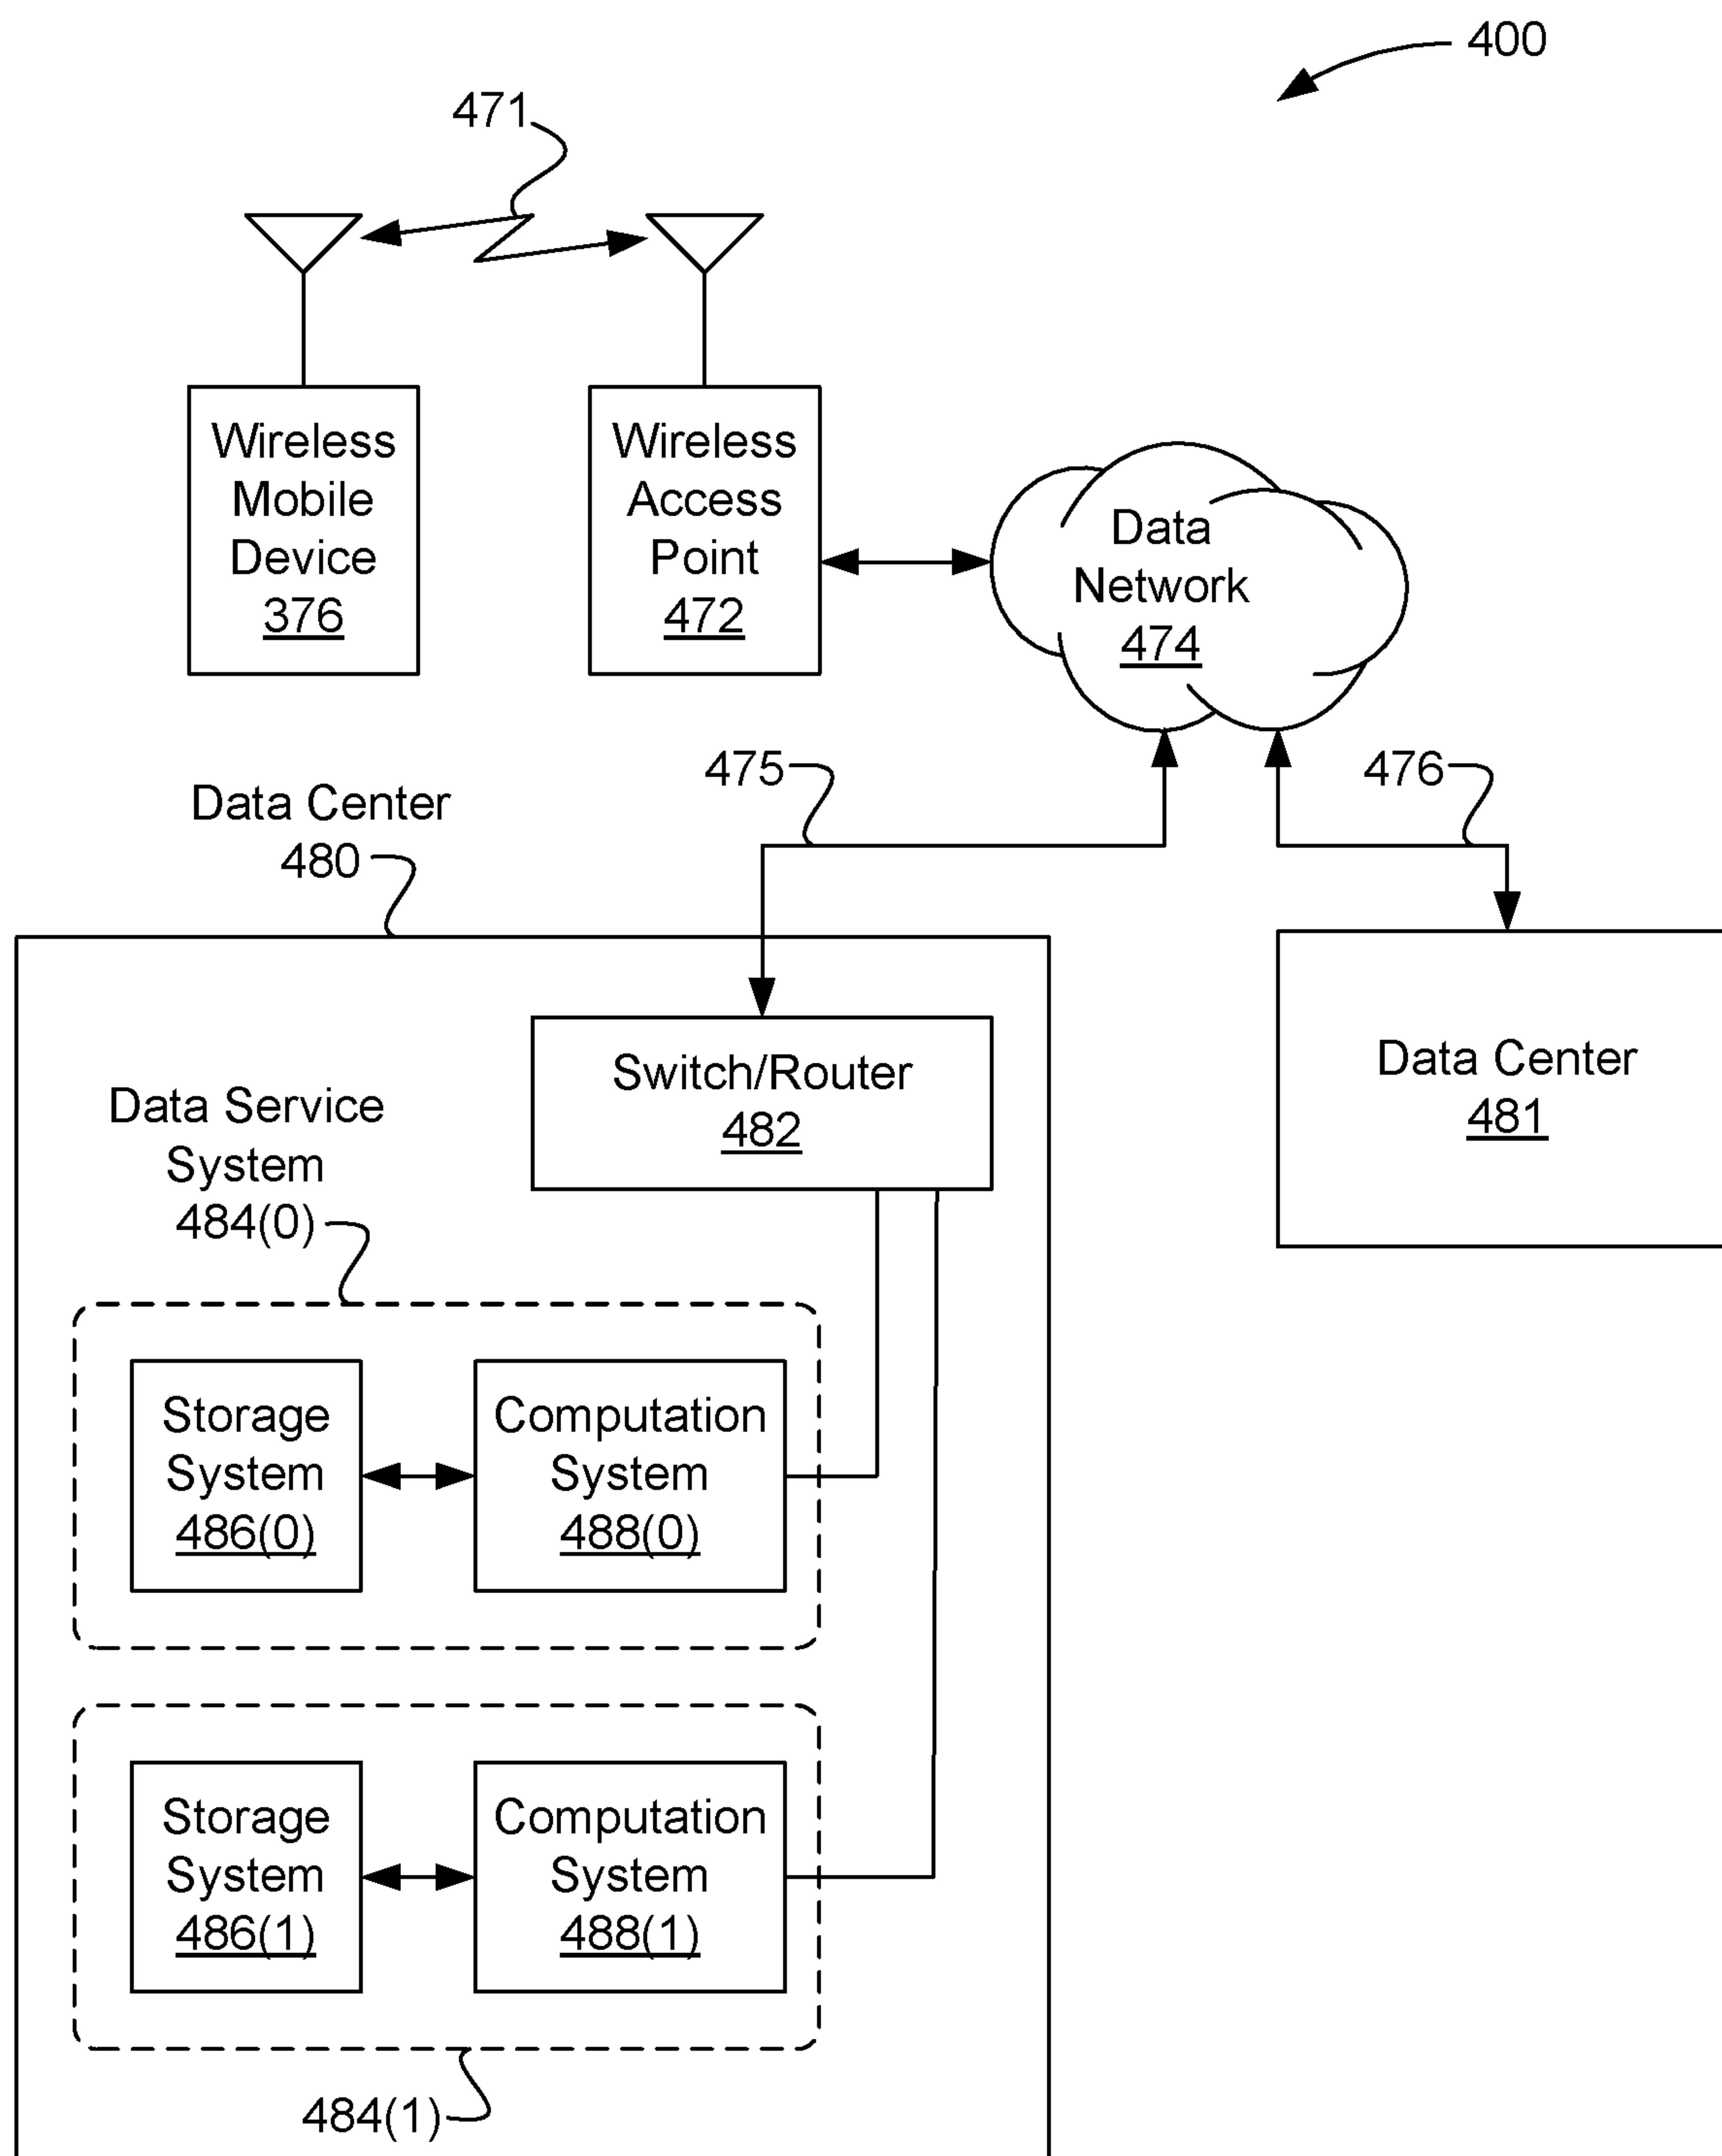 400
471
Wireless
Mobile
Device
376
Wireless
Access
Point
472
Data
Network
474
475
476
Data Center
480
Switch/Router
482
Data Center
481
Data Service
System
484(0)
Storage
System
486(0)
Computation
System
488(0)
Storage
System
486(1)
Computation
System
488(1)
484(1)